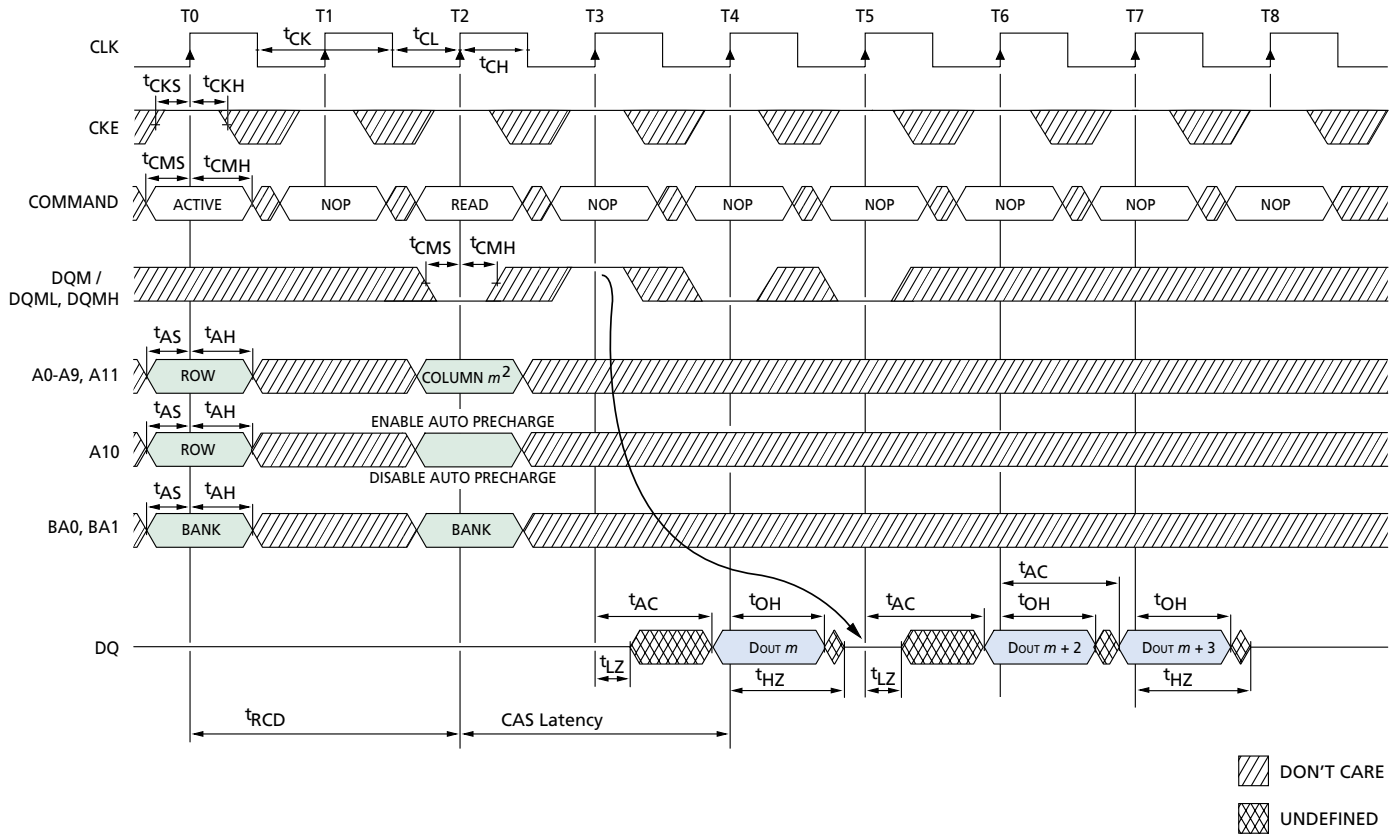 T0 T1 T2 T3 T4 T5 T6 T7 T8
CLK
tCK tCL
tCH
tCKS tCKH
CKE
tCMS tCMH
COMMAND ACTIVE NOP READ NOP NOP NOP NOP NOP NOP
tCMS tCMH
DQM /
DQML, DQMH
tAS tAH
A0-A9, A11 ROW COLUMN m2
tAS tAH ENABLE AUTO PRECHARGE
A10 ROW
DISABLE AUTO PRECHARGE
tAS tAH
BA0, BA1 BANK BANK
tAC
tAC tOH tAC tOH tOH
DQ DOUT m DOUT m + 2 DOUT m + 3
tLZ tHZ tLZ tHZ
tRCD CAS Latency
DON'T CARE
UNDEFINED